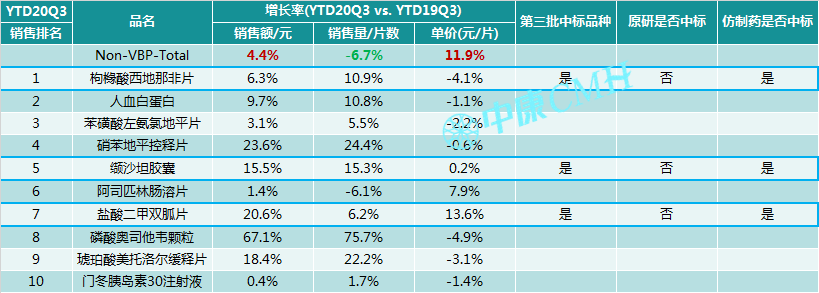 YTD20Q3 品名 增长率(YTD20Q3 vs. YTD19Q3) 第三批中标品种 原研是否中标 仿制药是否中标
销售排名 销售额/元 销售量/片数 单价(元/片)
Non-VBP-Total 4.4% -6.7% 11.9%
1 枸橼酸西地那非片 6.3% 10.9% -4.1% 是 否 是
2 人血白蛋白 9.7% 10.8% -1.1%
3 苯磺酸左氨氯地平片 3.1% 5.5% -2.2%
4 硝苯地平控释片 23.6% 24.4% -0.6%
5 缬沙坦胶囊 15.5% 15.3% 0.2% 是 否 是
6 阿司匹林肠溶片 1.4% -6.1% 7.9%
7 盐酸二甲双胍片 20.6% 6.2% 13.6% 是 否 是
8 磷酸奥司他韦颗粒 67.1% 75.7% -4.9%
9 琥珀酸美托洛尔缓释片 18.4% 22.2% -3.1%
10 门冬胰岛素30注射液 0.4% 1.7% -1.4%
中康CMH